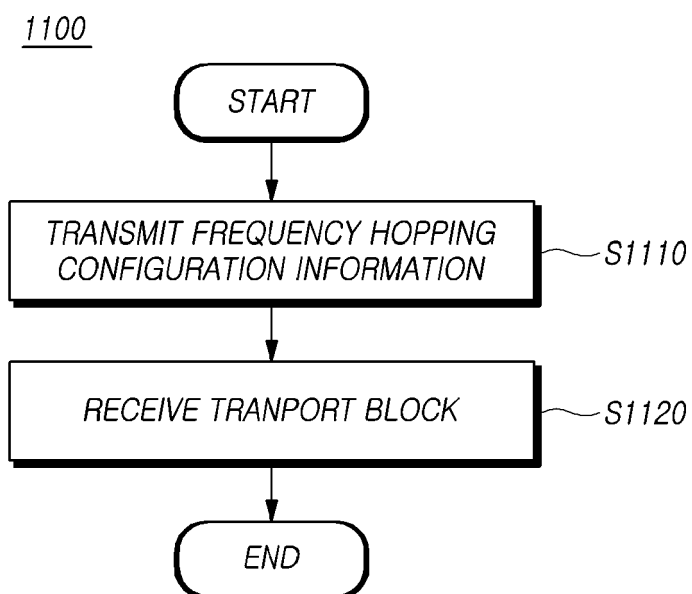 1100
START
TRANSMIT FREQUENCY HOPPING
CONFIGURATION INFORMATION
S1110
RECEIVE TRANPORT BLOCK
S1120
END